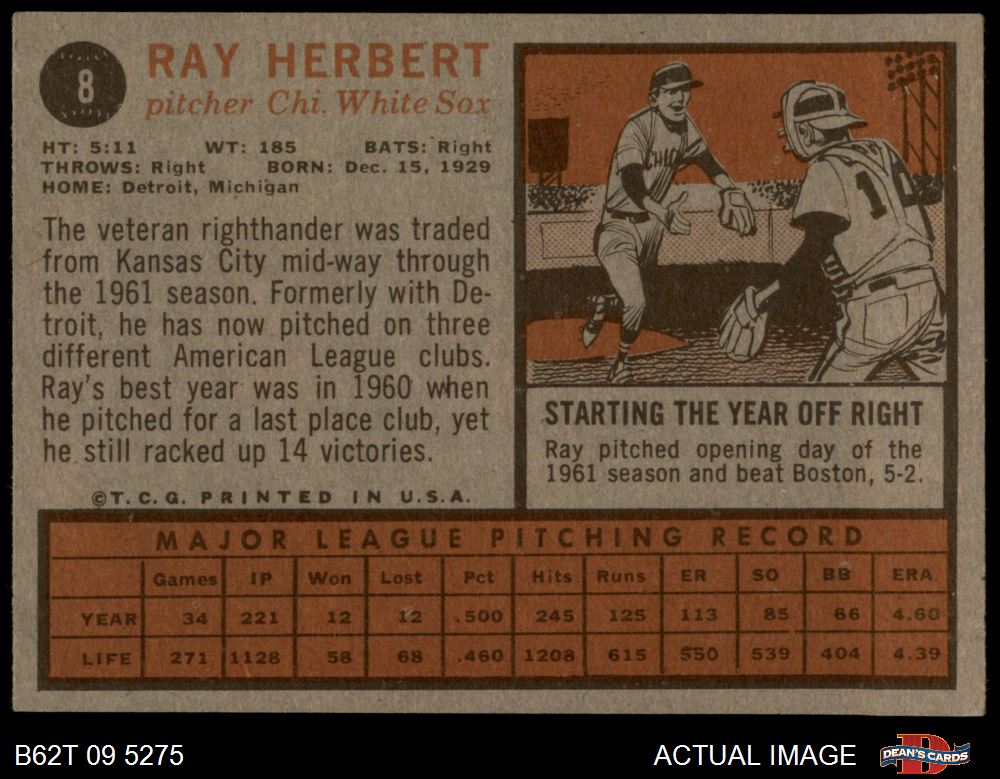 8
RAY HERBERT
pitcher Chi. White Sox
HT: 5:11 WT: 185 BATS: Right
THROWS: Right BORN: Dec. 15, 1929
HOME: Detroit, Michigan
The veteran righthander was traded
from Kansas City mid-way through
the 1961 season. Formerly with De-
troit, he has now pitched on three
different American League clubs.
Ray's best year was in 1960 when
he pitched for a last place club, yet
he still racked up 14 victories.
©T.C.G. PRINTED IN U.S.A.
CHIC
10
STARTING THE YEAR OFF RIGHT
Ray pitched opening day of the
1961 season and beat Boston, 5-2.
MAJOR LEAGUE PITCHING RECORD
Games IP Won Lost Pct Hits Runs ER SO BB ERA
YEAR 34 221 12 12 .500 245 125 113 85 66 4.60
LIFE 271 1128 58 68 .460 1208 615 550 539 404 4.39
B62T 09 5275
ACTUAL IMAGE
DEAN'S CARDS